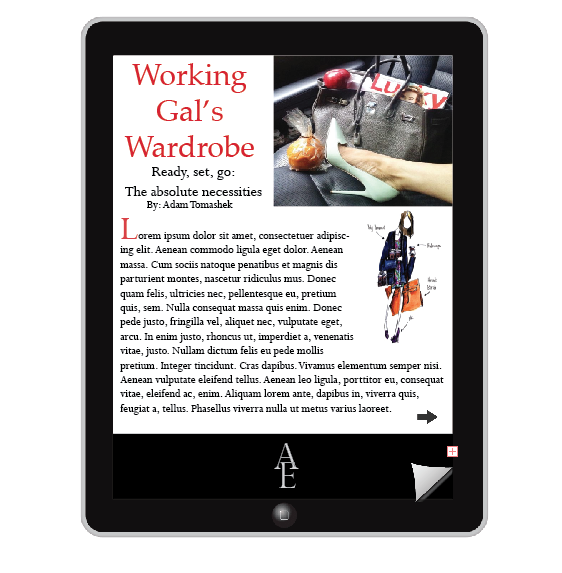 Working
Gal's
Wardrobe
Ready, set, go:
The absolute necessities
By: Adam Tomashek
Lucky
Lorem ipsum dolor sit amet, consectetuer adipisc-
ing elit. Aenean commodo ligula eget dolor. Aenean
massa. Cum sociis natoque penatibus et magnis dis
parturient montes, nascetur ridiculus mus. Donec
quam felis, ultricies nec, pellentesque eu, pretium
quis, sem. Nulla consequat massa quis enim. Donec
pede justo, fringilla vel, aliquet nec, vulputate eget,
arcu. In enim justo, rhoncus ut, imperdiet a, venenatis
vitae, justo. Nullam dictum felis eu pede mollis
pretium. Integer tincidunt. Cras dapibus. Vivamus elementum semper nisi.
Aenean vulputate eleifend tellus. Aenean leo ligula, porttitor eu, consequat
vitae, eleifend ac, enim. Aliquam lorem ante, dapibus in, viverra quis,
feugiat a, tellus. Phasellus viverra nulla ut metus varius laoreet.
A
E